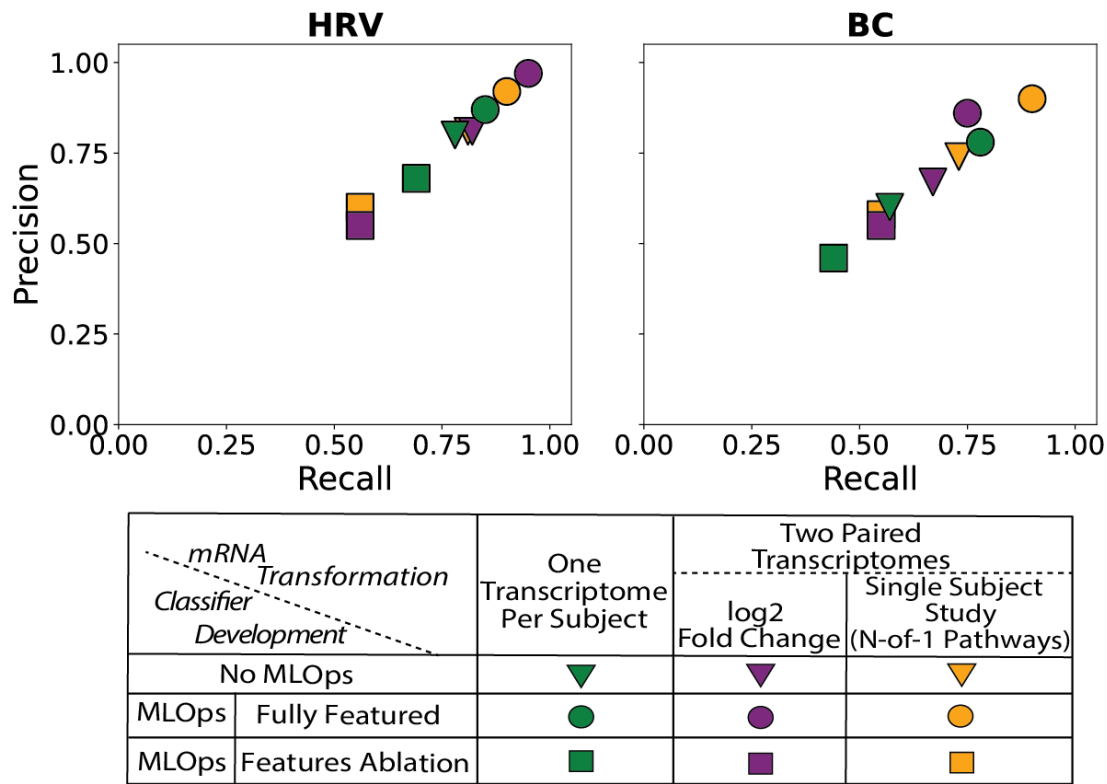 HRV
BC
1.00
0.75
0.50
0.25
0.00
Precision
0.00
0.25
0.50
0.75
1.00
Recall
0.00
0.25
0.50
0.75
1.00
Recall
mRNA
Transformation
Classifier
Development
One
Transcriptome
Per Subject
Two Paired
Transcriptomes
log2
Fold Change
Single Subject
Study
(N-of-1 Pathways)
No MLOps
MLOps
Fully Featured
MLOps
Features Ablation